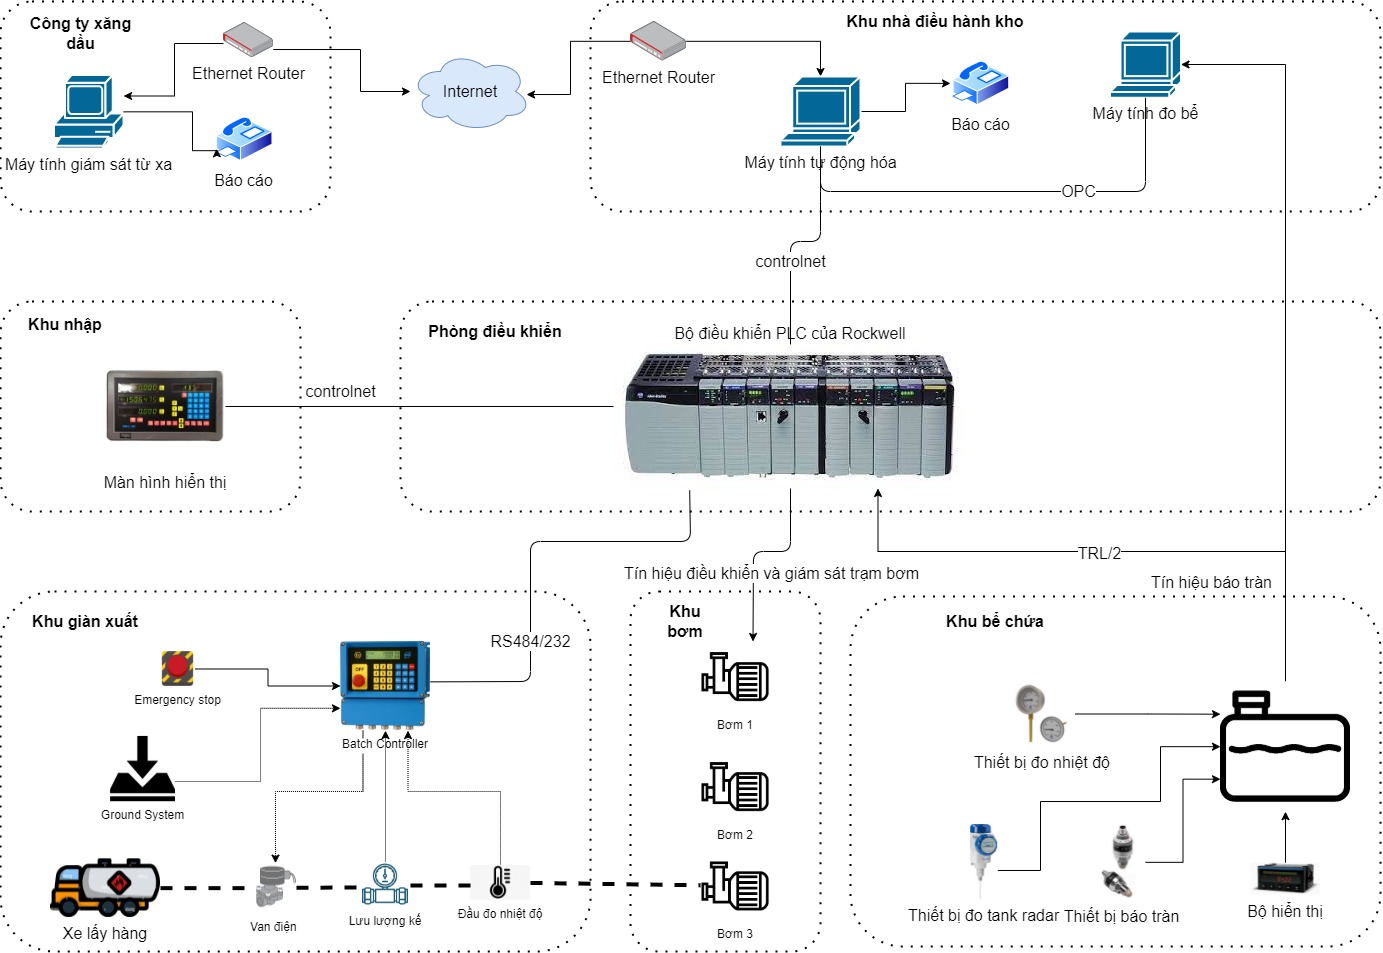 Công ty xăng
dầu
Ethernet Router
Máy tính giám sát từ xa
Báo cáo
Internet
Khu nhà điều hành kho
Ethernet Router
Máy tính tự động hóa
Báo cáo
Máy tính đo bể
OPC
controlnet
Khu nhập
Màn hình hiển thị
controlnet
Phòng điều khiển
Bộ điều khiển PLC của Rockwell
TRL/2
Tín hiệu báo tràn
Tín hiệu điều khiển và giám sát trạm bơm
RS484/232
Khu giàn xuất
Emergency stop
OFF
Batch Controller
Ground System
Xe lấy hàng
Van điện
Lưu lượng kế
Đầu đo nhiệt độ
Khu
bơm
Bơm 1
Bơm 2
Bơm 3
Khu bể chứa
Thiết bị đo nhiệt độ
Thiết bị đo tank radar
Thiết bị báo tràn
Bộ hiển thị